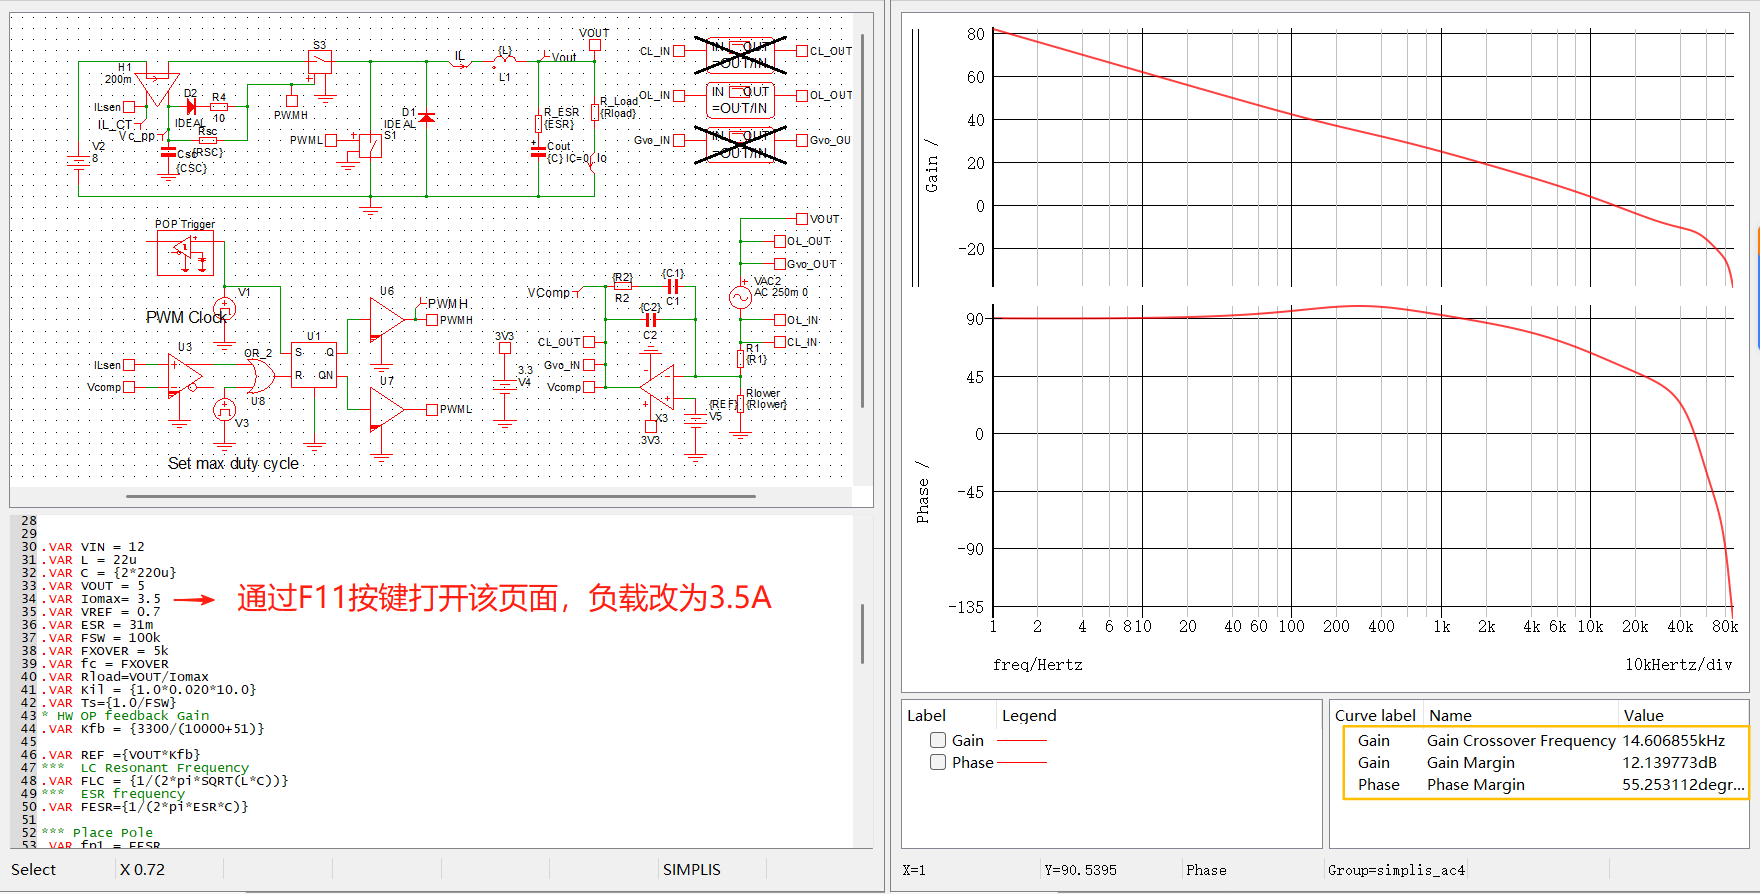 S3
VOUT
H1
200m
IL
{L}
L1
Vout
CL_IN
IN
OUT
=OUT/IN
CL_OUT
D2
R4
ILsen
IDEAL
10
PWMH
IL_CT
Vc_pp
Rsc
{RSC}
Csc
{CSC}
V2
8
D1
IDEAL
PWML
S1
R_ESR
{ESR}
R_Load
{Rload}
Cout
{C} IC=0
Io
OL_IN
IN
OUT
=OUT/IN
OL_OUT
Gvo_IN
IN
OUT
=OUT/IN
Gvo_OU
POP Trigger
V1
PWM Clock
U3
ILsen
Vcomp
OR_2
U8
V3
U1
S
Q
R
QN
U6
PWMH
PWMH
U7
PWML
Set max duty cycle
VComp
{R2}
R2
{C1}
C1
{C2}
C2
CL_OUT
Gvo_IN
Vcomp
3V3
3.3
V4
VOUT
OL_OUT
Gvo_OUT
VAC2
AC 250m 0
OL_IN
CL_IN
R1
{R1}
Rlower
{Rlower}
{REF}
V5
X3
3V3
28
29
30 .VAR VIN = 12
31 .VAR L = 22u
32 .VAR C = {2*220u}
33 .VAR VOUT = 5
34 .VAR Iomax= 3.5
通过F11按键打开该页面，负载改为3.5A
35 .VAR VREF = 0.7
36 .VAR ESR = 31m
37 .VAR FSW = 100k
38 .VAR FXOVER = 5k
39 .VAR fc = FXOVER
40 .VAR Rload=VOUT/Iomax
41 .VAR Kil = {1.0*0.020*10.0}
42 .VAR Ts={1.0/FSW}
43 * HW OP feedback Gain
44 .VAR Kfb = {3300/(10000+51)}
45
46 .VAR REF ={VOUT*Kfb}
47 *** LC Resonant Frequency
48 .VAR FLC = {1/(2*pi*SQRT(L*C))}
49 *** ESR frequency
50 .VAR FESR={1/(2*pi*ESR*C)}
51
52 *** Place Pole
53 .VAR fp1 = FESR
Select
X 0.72
SIMPLIS
Gain /
80
60
40
20
0
-20
Phase /
90
45
0
-45
-90
-135
1 2 4 6 8 10 20 40 60 100 200 400 1k 2k 4k 6k 10k 20k 40k 80k
freq/Hertz
10kHertz/div
Label Legend
Gain
Phase
Curve label Name Value
Gain Gain Crossover Frequency 14.606855kHz
Gain Gain Margin 12.139773dB
Phase Phase Margin 55.253112degr...
X=1
Y=90.5395
Phase
Group=simplis_ac4